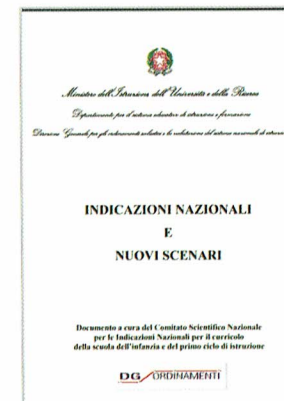 Ministero dell'Istruzione, dell'Università e della Ricerca
Dipartimento per il sistema educativo di istruzione e formazione
Direzione Generale per gli ordinamenti scolastici e la valutazione del sistema nazionale di istruzione
INDICAZIONI NAZIONALI
E
NUOVI SCENARI
Documento a cura del Comitato Scientifico Nazionale
per le Indicazioni Nazionali per il curricolo
della scuola dell'infanzia e del primo ciclo di istruzione
DG ORDINAMENTI